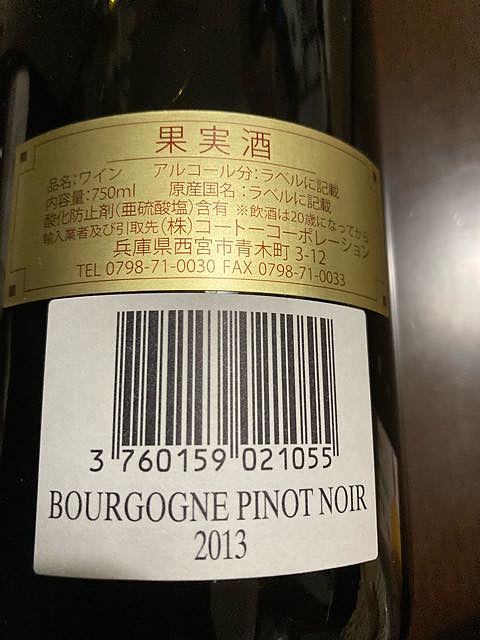 果実酒
品名：ワイン　アルコール分：ラベルに記載
内容量：750ml　原産国名：ラベルに記載
酸化防止剤（亜硫酸塩）含有 ※飲酒は20歳になってから
輸入業者及び引取先（株）コートーコーポレーション
兵庫県西宮市青木町 3-12
TEL 0798-71-0030 FAX 0798-71-0033
3 760159 021055
BOURGOGNE PINOT NOIR
2013